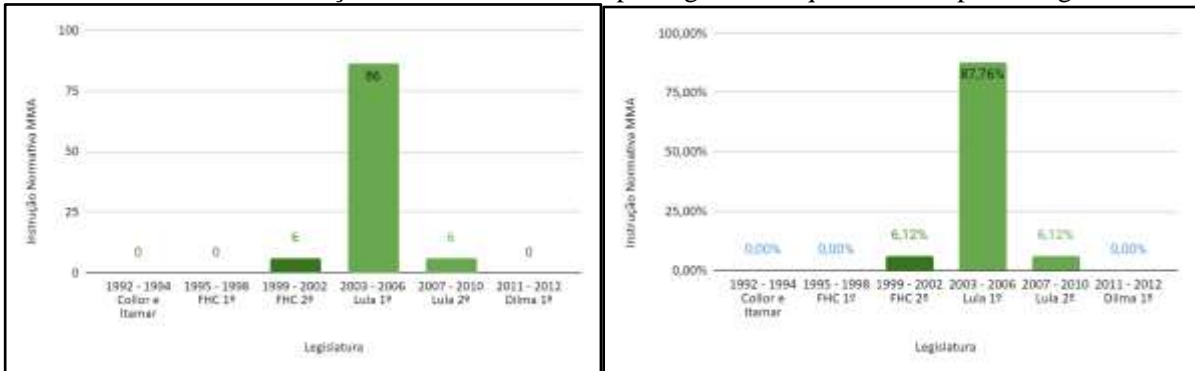 100
75
50
25
0
Instrução Normativa MMA
0
0
6
86
6
0
1992 - 1994 1995 - 1998 1999 - 2002 2003 - 2006 2007 - 2010 2011 - 2012
Collor e FHC 1º FHC 2º Lula 1º Lula 2º Dilma 1º
Itamar
Legislatura
100,00%
75,00%
50,00%
25,00%
0,00%
Instrução Normativa MMA
0,00%
0,00%
6,12%
87,76%
6,12%
0,00%
1992 - 1994 1995 - 1998 1999 - 2002 2003 - 2006 2007 - 2010 2011 - 2012
Collor e FHC 1º FHC 2º Lula 1º Lula 2º Dilma 1º
Itamar
Legislatura